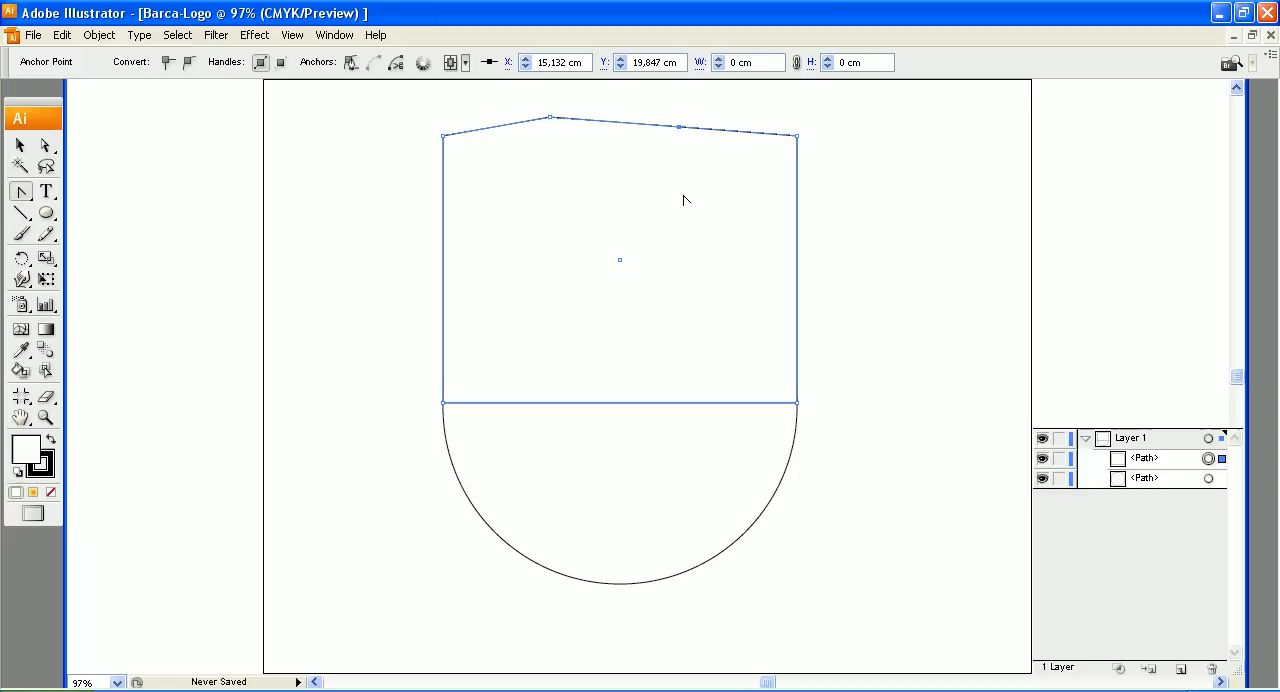 Adobe Illustrator - [Barca-Logo @ 97% (CMYK/Preview) ]
File Edit Object Type Select Filter Effect View Window Help
Anchor Point Convert: Handles: Anchors: X: 15,132 cm Y: 19,847 cm W: 0 cm H: 0 cm
Ai
T
Layer 1
<Path>
<Path>
1 Layer
97% Never Saved